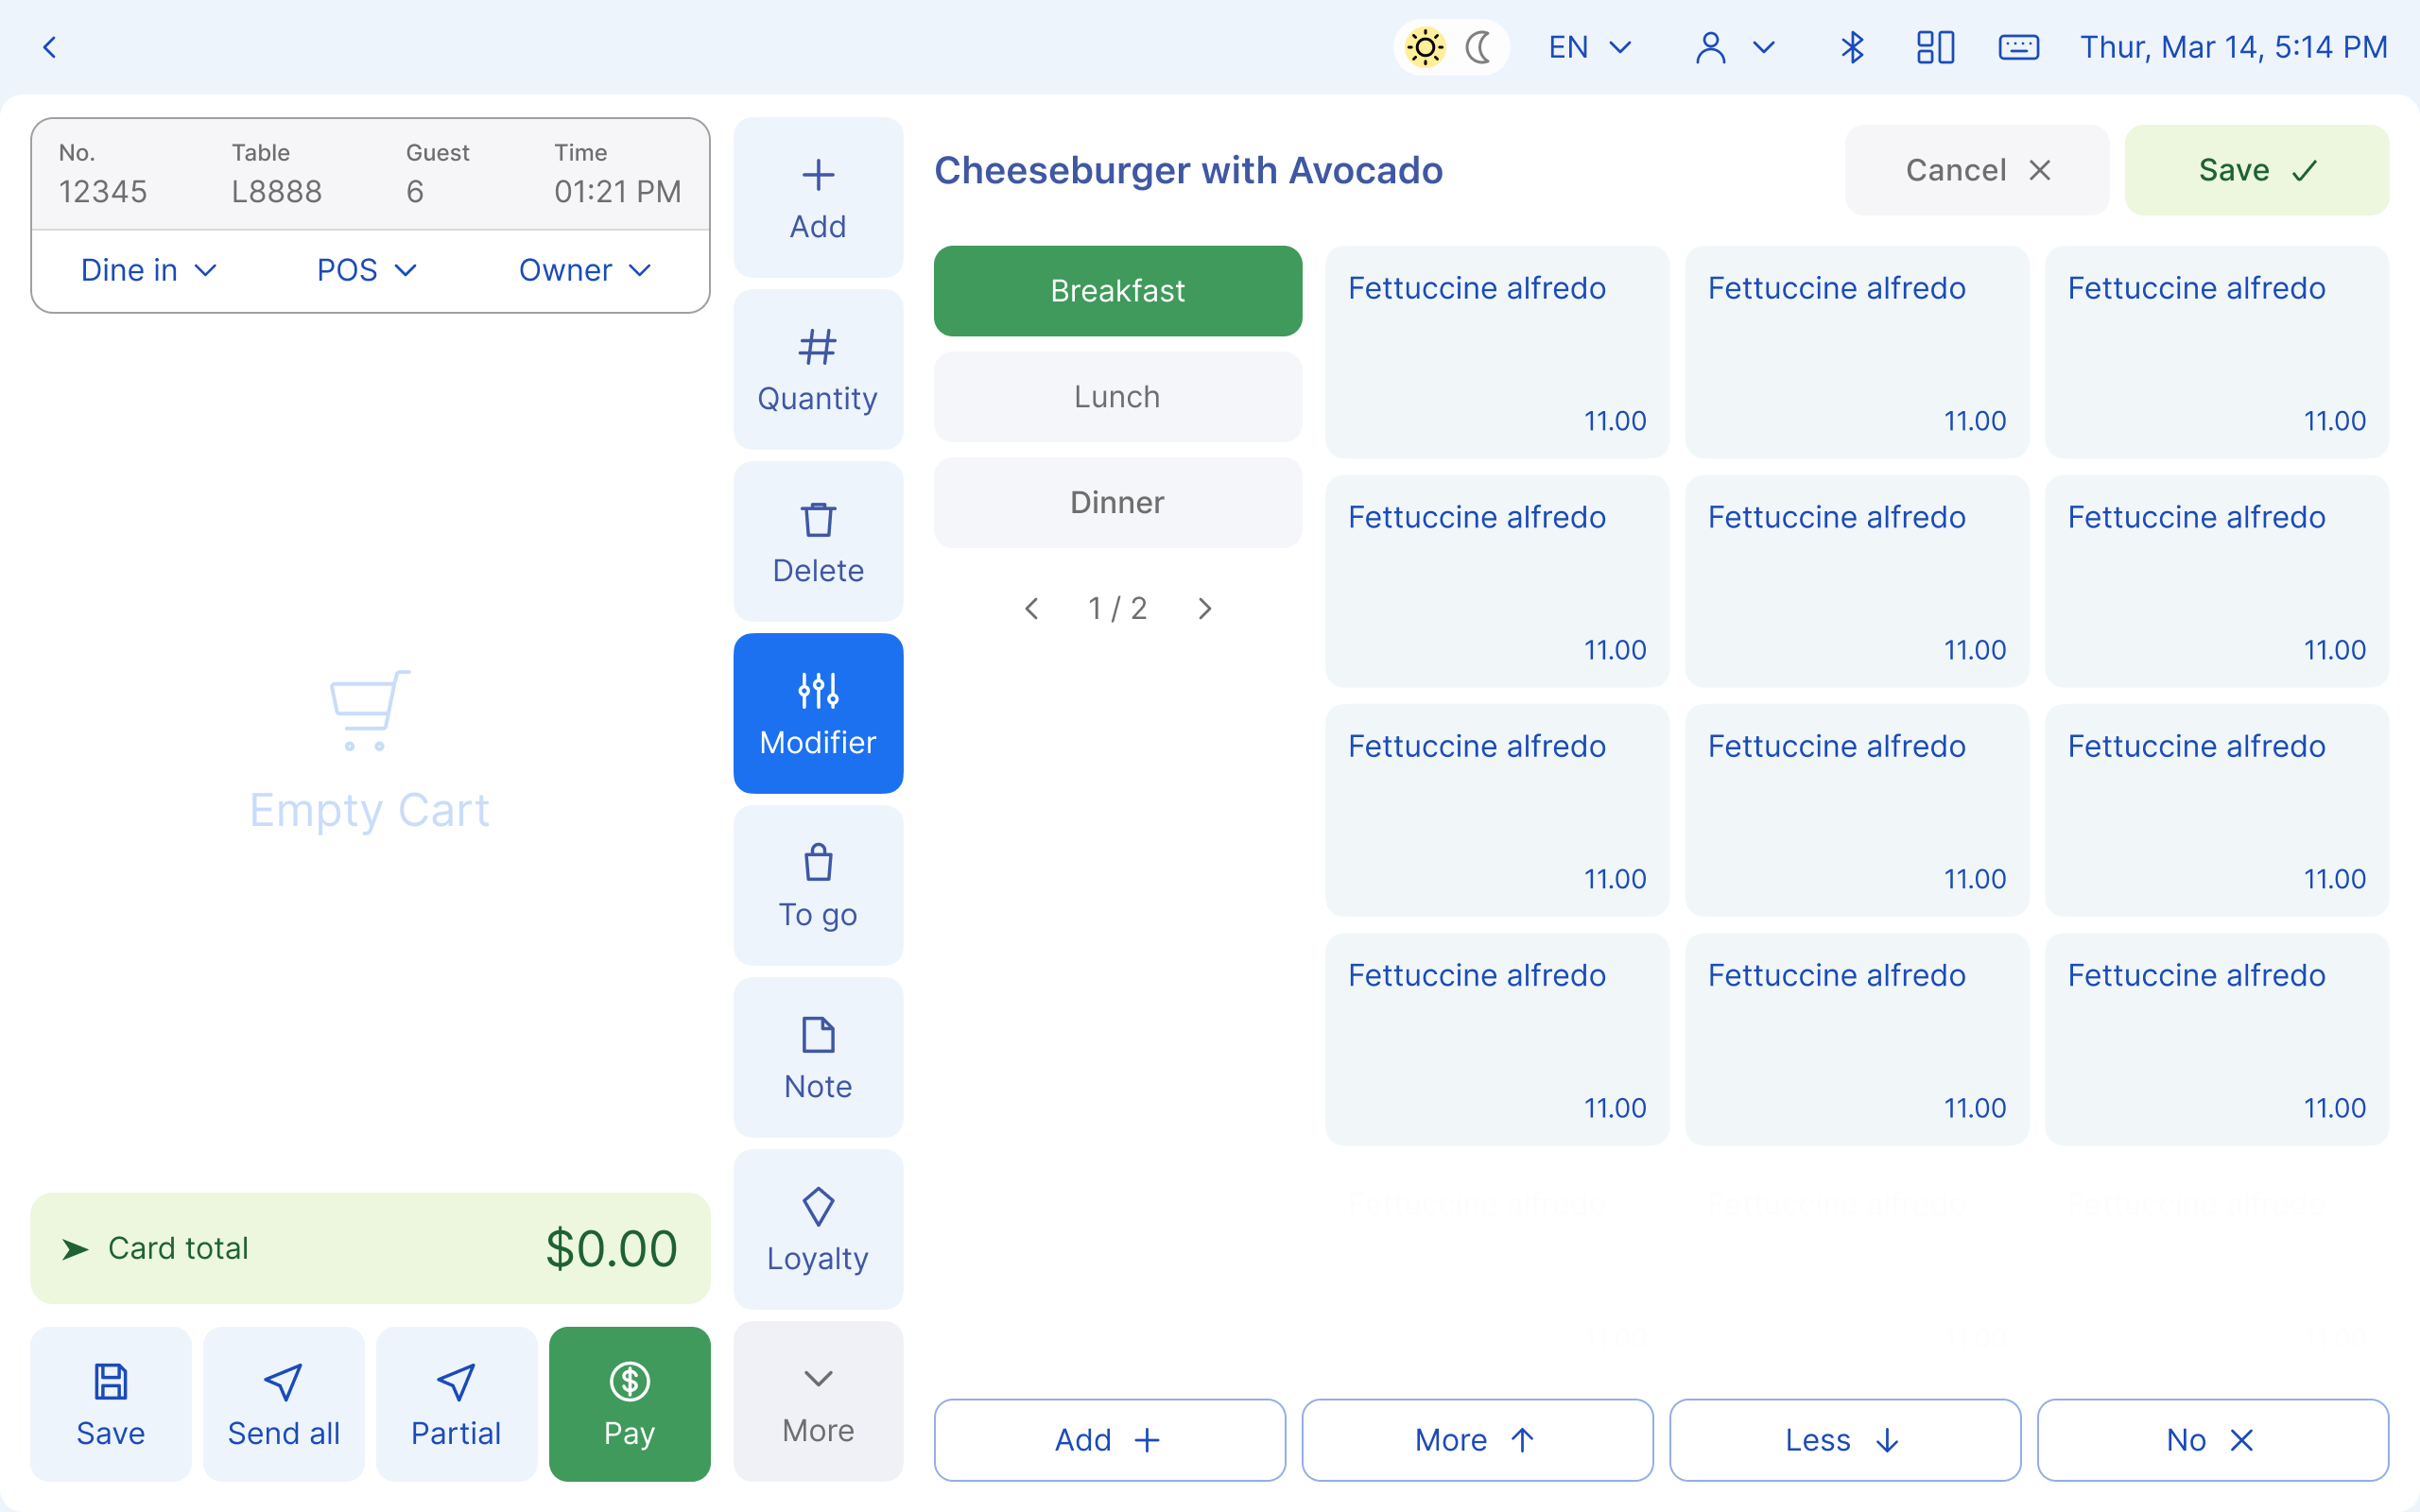 EN
Thur, Mar 14, 5:14 PM
No. Table Guest Time
12345 L8888 6 01:21 PM
Dine in POS Owner
Empty Cart
Card total $0.00
Save Send all Partial Pay
Add
Quantity
Delete
Modifier
To go
Note
Loyalty
More
Cheeseburger with Avocado
Cancel
Save
Breakfast
Lunch
Dinner
1 / 2
Fettuccine alfredo Fettuccine alfredo Fettuccine alfredo
11.00 11.00 11.00
Fettuccine alfredo Fettuccine alfredo Fettuccine alfredo
11.00 11.00 11.00
Fettuccine alfredo Fettuccine alfredo Fettuccine alfredo
11.00 11.00 11.00
Fettuccine alfredo Fettuccine alfredo Fettuccine alfredo
11.00 11.00 11.00
Add More Less No